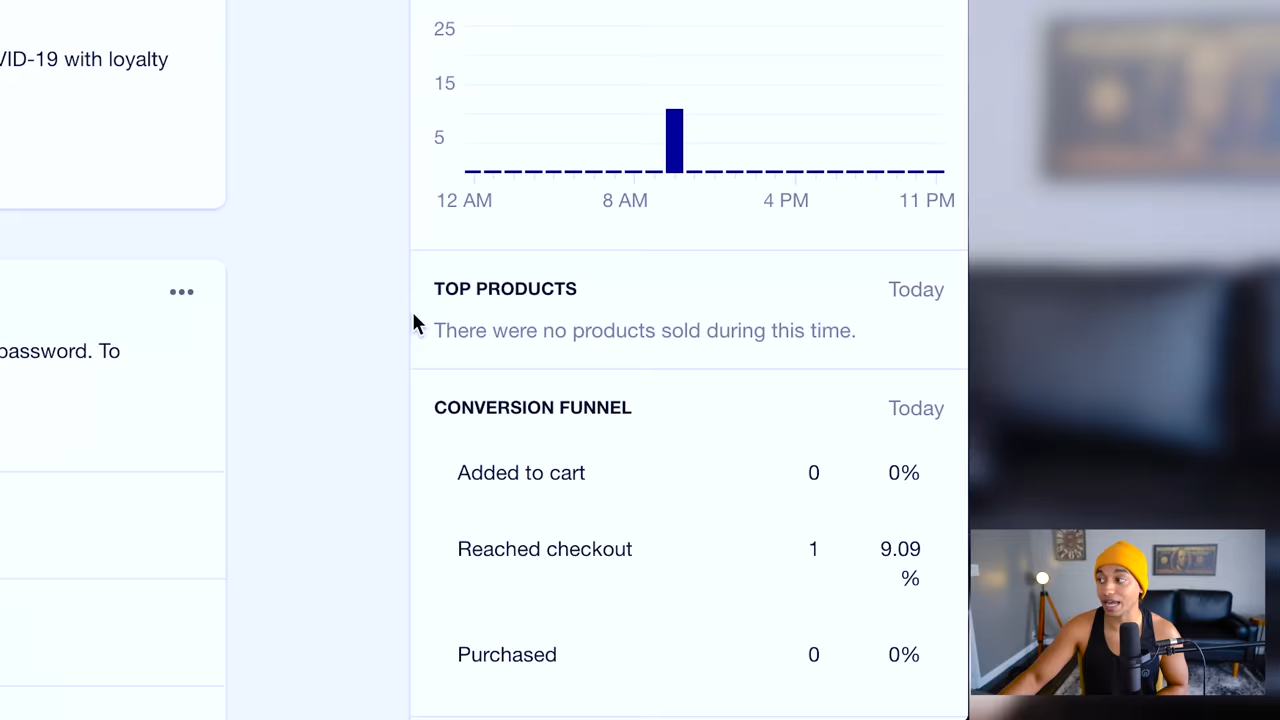 VID-19 with loyalty
password. To
25
15
5
12 AM 8 AM 4 PM 11 PM
TOP PRODUCTS Today
There were no products sold during this time.
CONVERSION FUNNEL Today
Added to cart 0 0%
Reached checkout 1 9.09
%
Purchased 0 0%